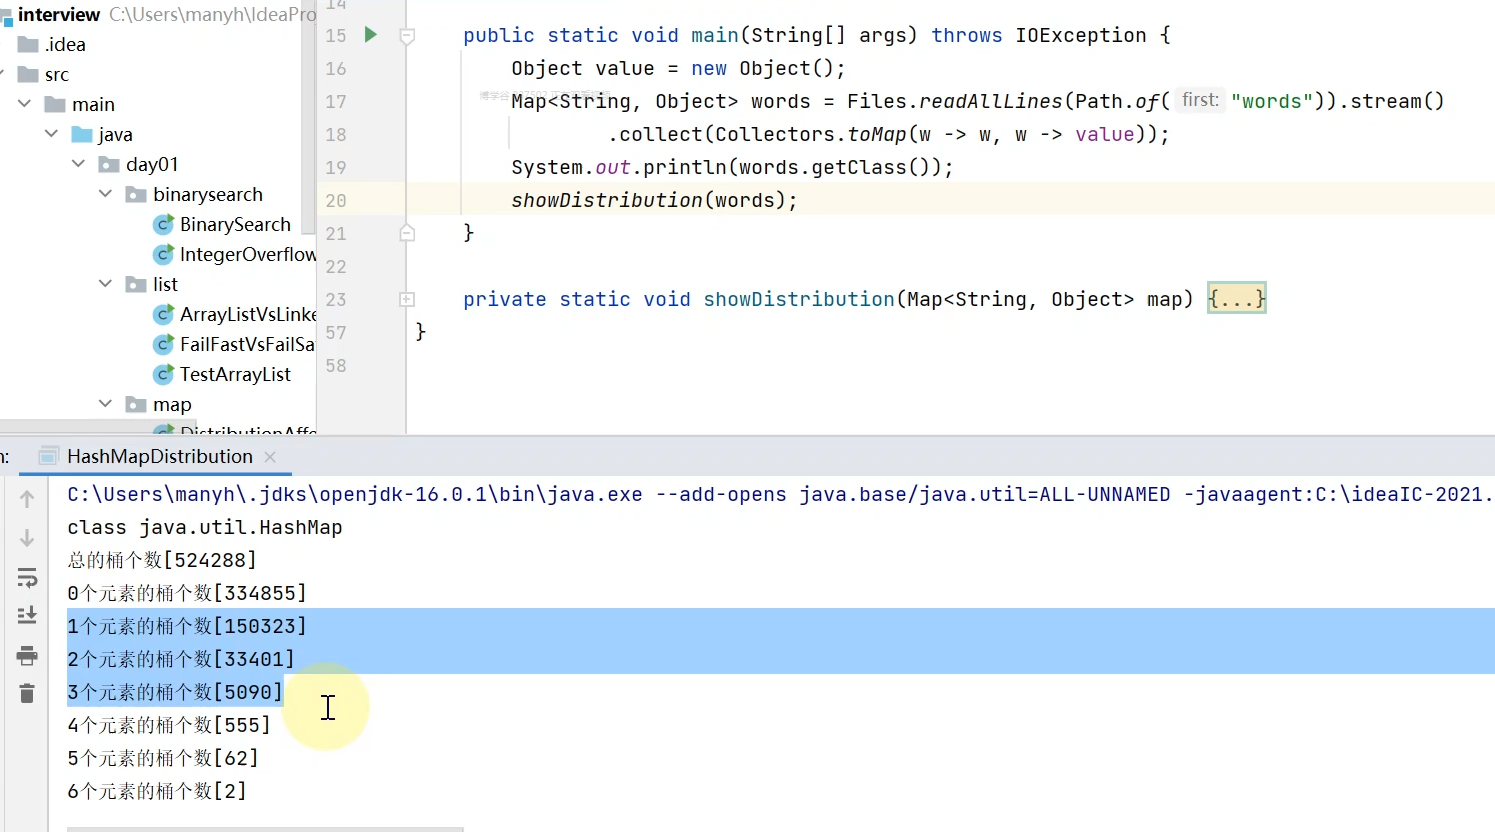 interview C:\Users\manyh\IdeaPro
.idea
src
main
java
day01
binarysearch
BinarySearch
IntegerOverflow
list
ArrayListVsLinke
FailFastVsFailSa
TestArrayList
map
DistributionAffe
14
15 public static void main(String[] args) throws IOException {
16 Object value = new Object();
17 Map<String, Object> words = Files.readAllLines(Path.of( first: "words")).stream()
18 .collect(Collectors.toMap(w -> w, w -> value));
19 System.out.println(words.getClass());
20 showDistribution(words);
21 }
22
23 private static void showDistribution(Map<String, Object> map) {...}
57 }
58
n: HashMapDistribution
C:\Users\manyh\.jdks\openjdk-16.0.1\bin\java.exe --add-opens java.base/java.util=ALL-UNNAMED -javaagent:C:\ideaIC-2021.
class java.util.HashMap
总的桶个数[524288]
0个元素的桶个数[334855]
1个元素的桶个数[150323]
2个元素的桶个数[33401]
3个元素的桶个数[5090]
4个元素的桶个数[555]
5个元素的桶个数[62]
6个元素的桶个数[2]